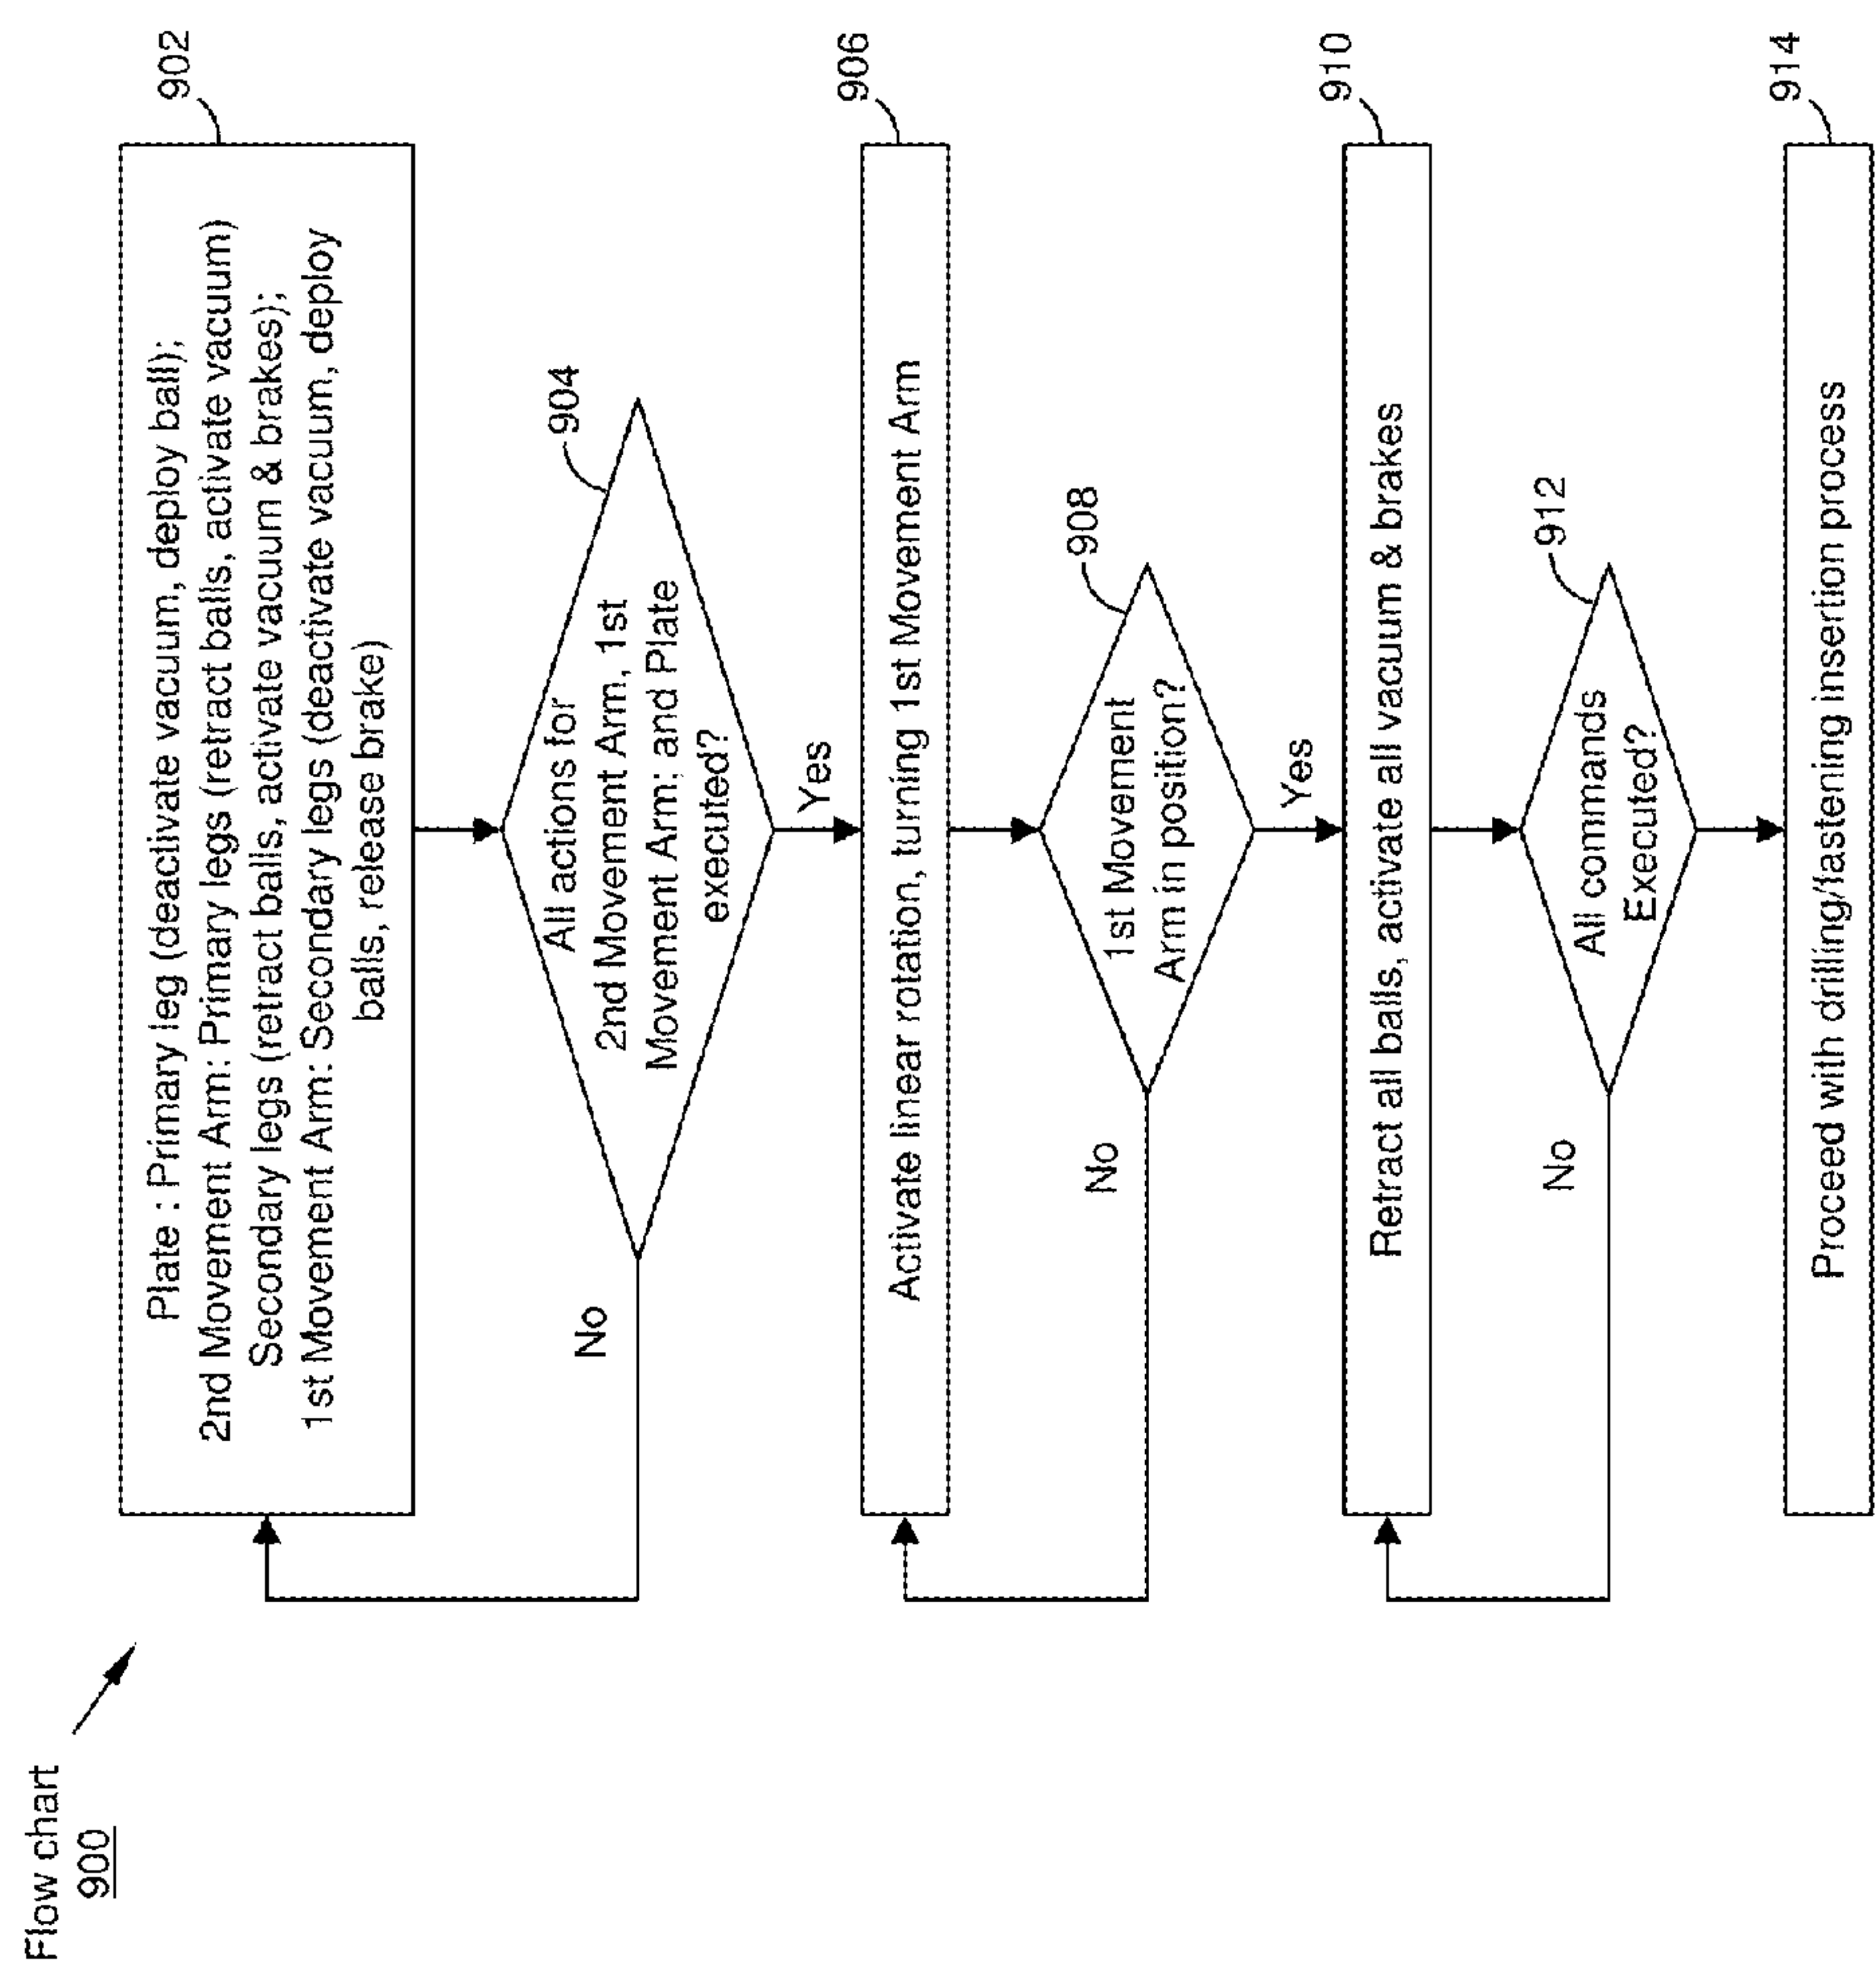 Flow chart
900
902
Plate : Primary leg (deactivate vacuum, deploy ball);
2nd Movement Arm: Primary legs (retract balls, activate vacuum)
Secondary legs (retract balls, activate vacuum & brakes);
1st Movement Arm: Secondary legs (deactivate vacuum, deploy
balls, release brake)
904
All actions for
2nd Movement Arm, 1st
Movement Arm; and Plate
executed?
No
Yes
906
Activate linear rotation, turning 1st Movement Arm
908
1st Movement
Arm in position?
No
Yes
910
Retract all balls, activate all vacuum & brakes
912
All commands
Executed?
No
914
Proceed with drilling/fastening insertion process